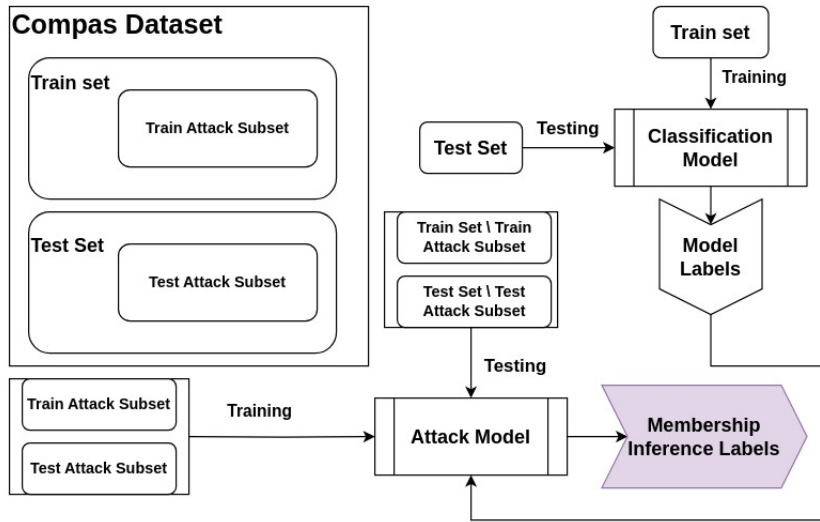 Compas Dataset
Train set
Train Attack Subset
Test Set
Test Attack Subset
Train set
Training
Test Set
Testing
Classification
Model
Model
Labels
Train Set \ Train
Attack Subset
Test Set \ Test
Attack Subset
Testing
Train Attack Subset
Test Attack Subset
Training
Attack Model
Membership
Inference Labels